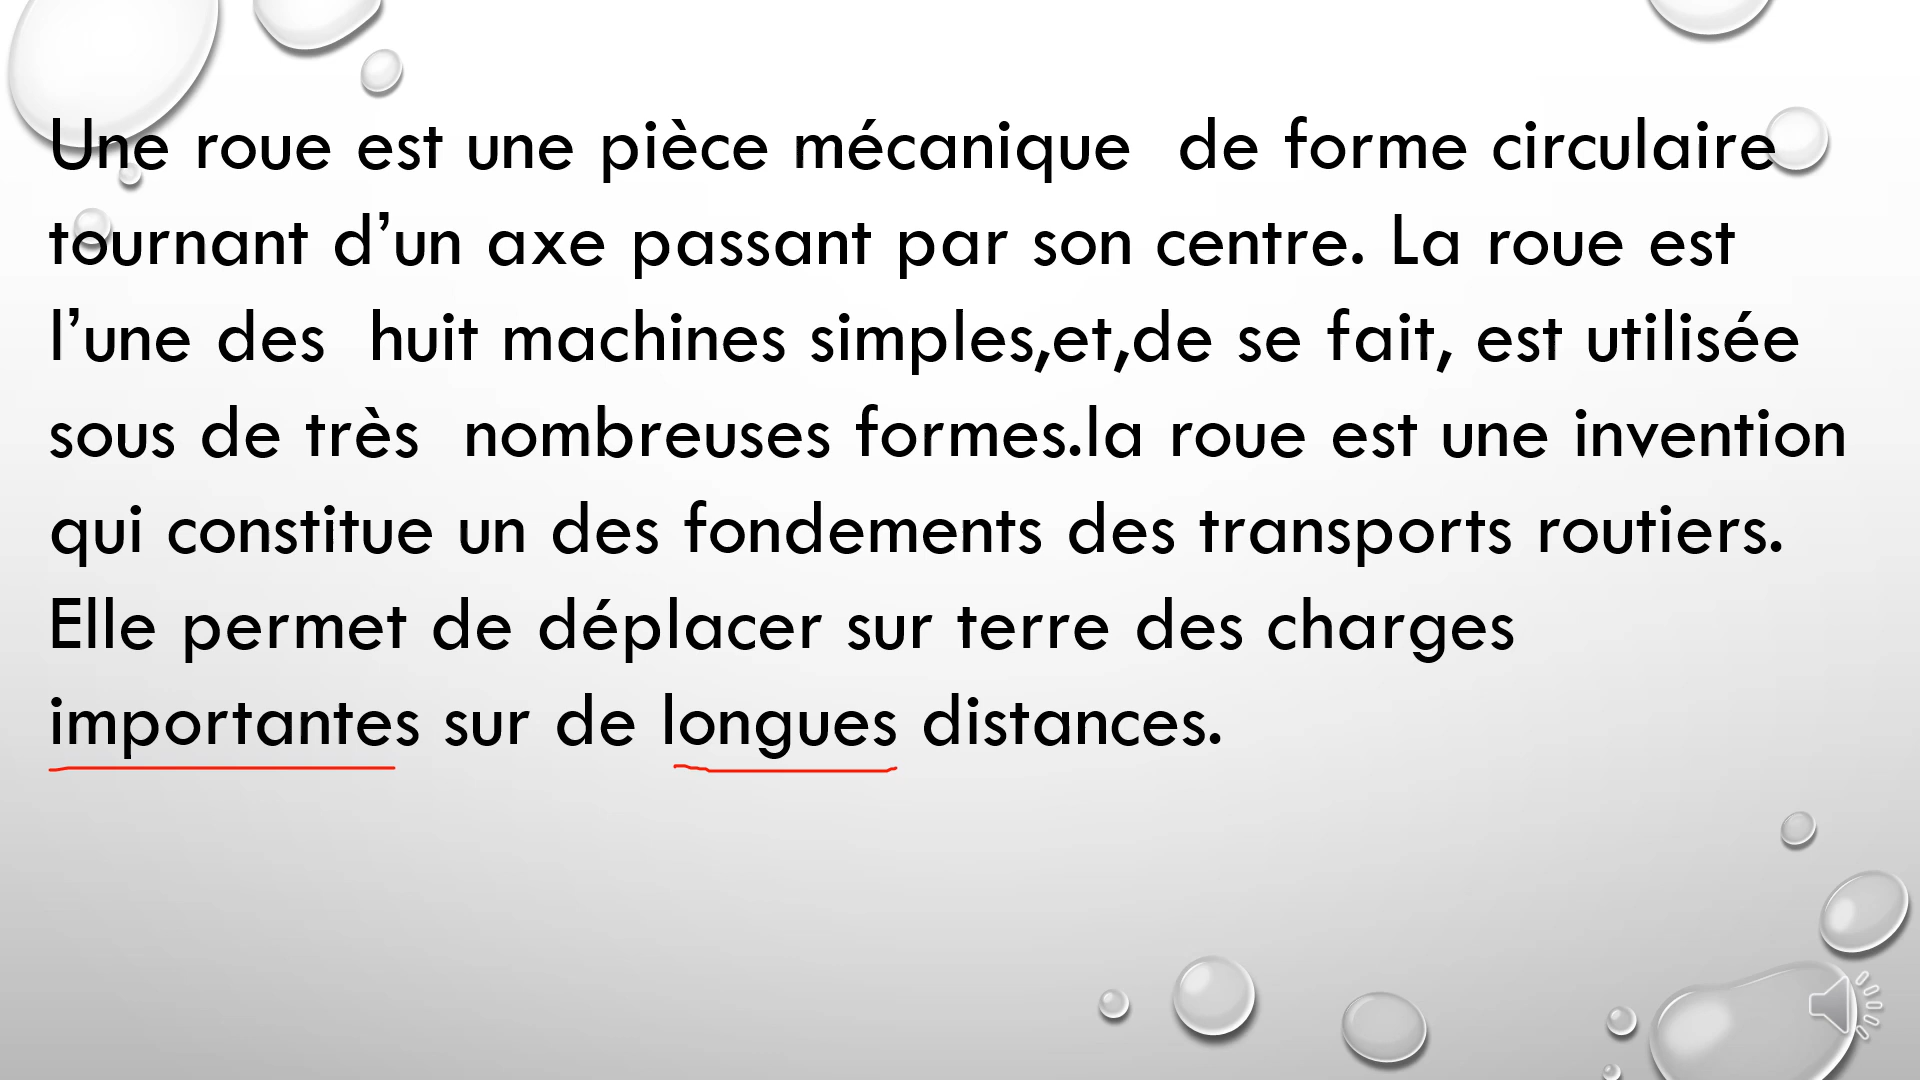 Une roue est une pièce mécanique  de forme circulaire
tournant d’un axe passant par son centre. La roue est
l’une des  huit machines simples,et,de se fait, est utilisée
sous de très  nombreuses formes.la roue est une invention
qui constitue un des fondements des transports routiers.
Elle permet de déplacer sur terre des charges
importantes sur de longues distances.